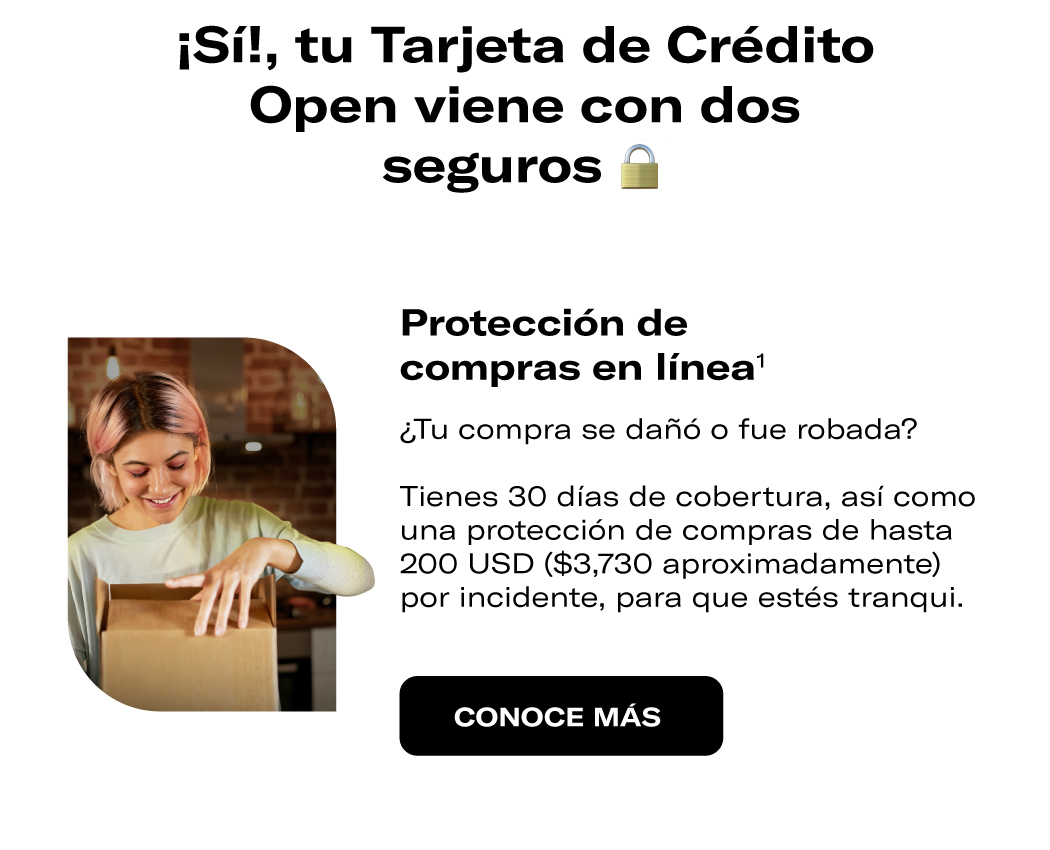 ¡Sí!, tu Tarjeta de Crédito
Open viene con dos
seguros 🔒
Protección de
compras en línea¹
¿Tu compra se dañó o fue robada?
Tienes 30 días de cobertura, así como
una protección de compras de hasta
200 USD ($3,730 aproximadamente)
por incidente, para que estés tranqui.
CONOCE MÁS